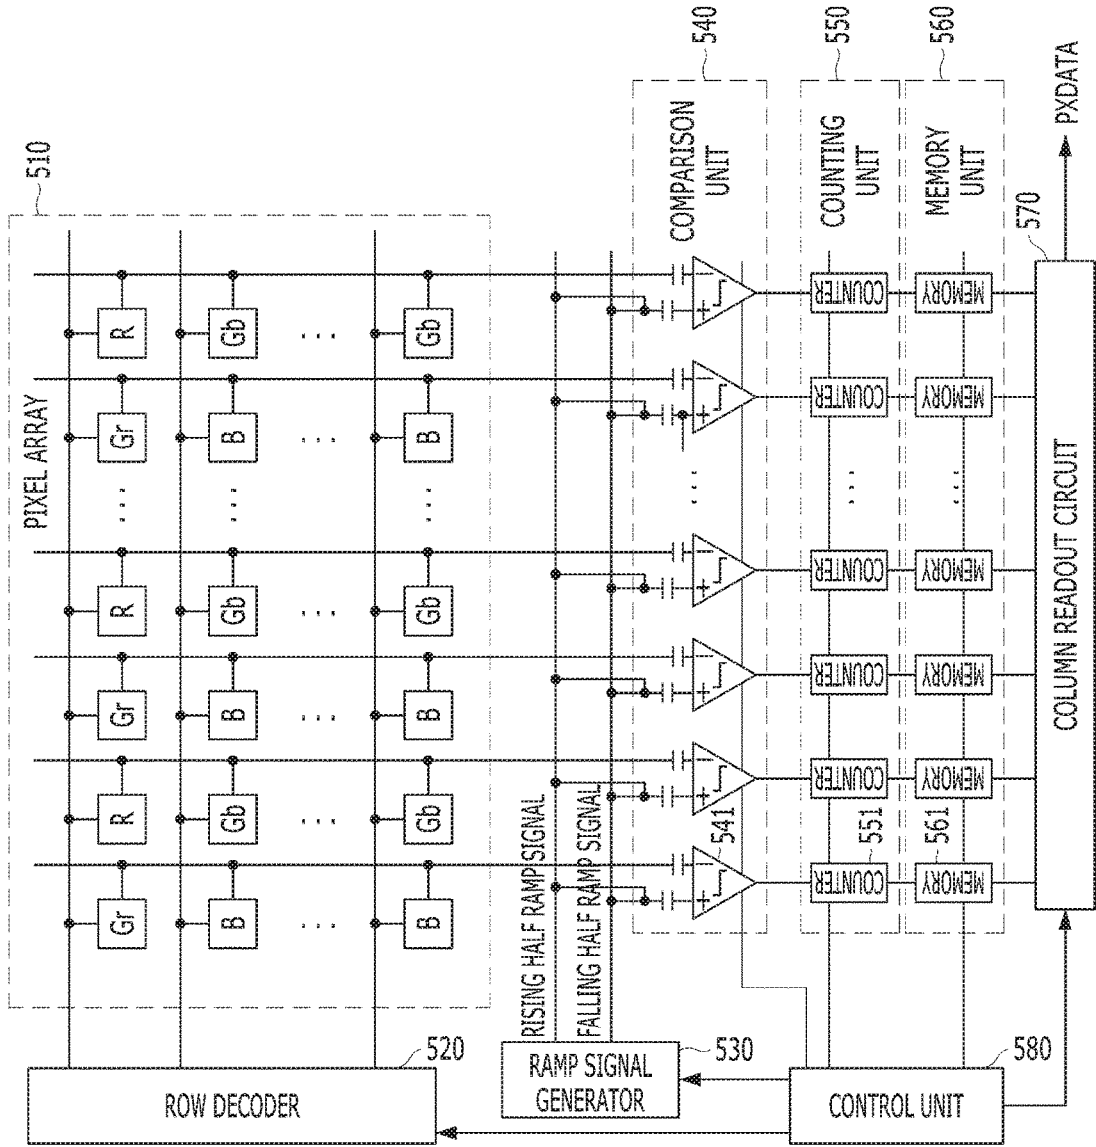 510
PIXEL ARRAY
Gr
R
Gr
R
...
Gr
R
B
Gb
B
Gb
...
B
Gb
...
...
...
...
...
...
B
Gb
B
Gb
...
B
Gb
520
ROW DECODER
RISING HALF RAMP SIGNAL
FALLING HALF RAMP SIGNAL
530
RAMP SIGNAL
GENERATOR
540
COMPARISON
UNIT
- + - + - + - + - + - +
541
...
550
COUNTING
UNIT
COUNTER
COUNTER
COUNTER
COUNTER
...
COUNTER
COUNTER
551
560
MEMORY
UNIT
561
MEMORY
MEMORY
MEMORY
MEMORY
...
MEMORY
MEMORY
570
COLUMN READOUT CIRCUIT
PXDATA
580
CONTROL UNIT